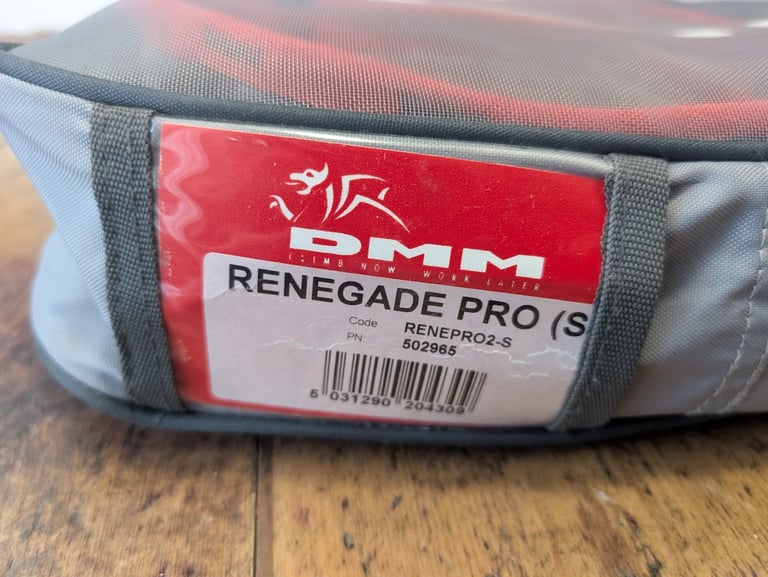 DMM
CLIMB NOW WORK LATER
RENEGADE PRO (S
Code RENEPRO2-S
PN 502965
5 031290 204309